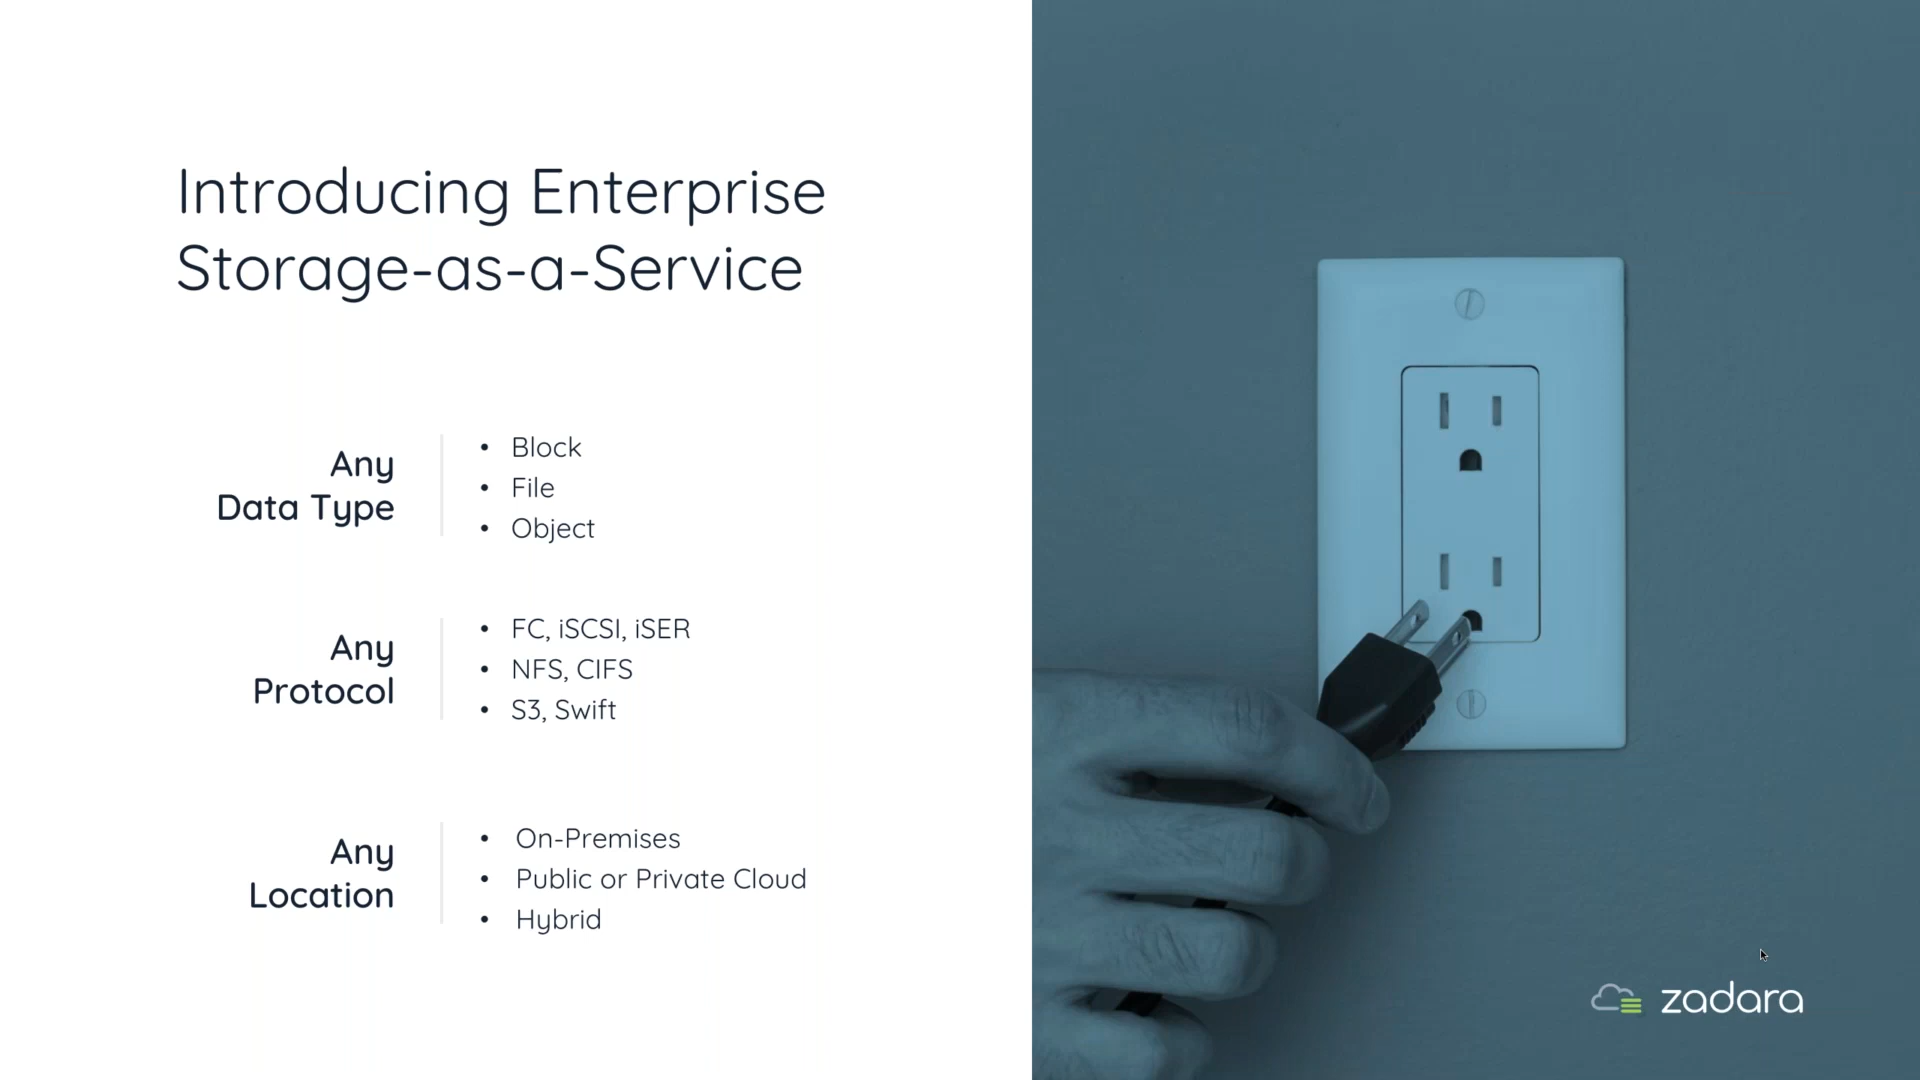 Introducing Enterprise
Storage-as-a-Service
Any
Data Type
• Block
• File
• Object
Any
Protocol
• FC, iSCSI, iSER
• NFS, CIFS
• S3, Swift
Any
Location
• On-Premises
• Public or Private Cloud
• Hybrid
zadara